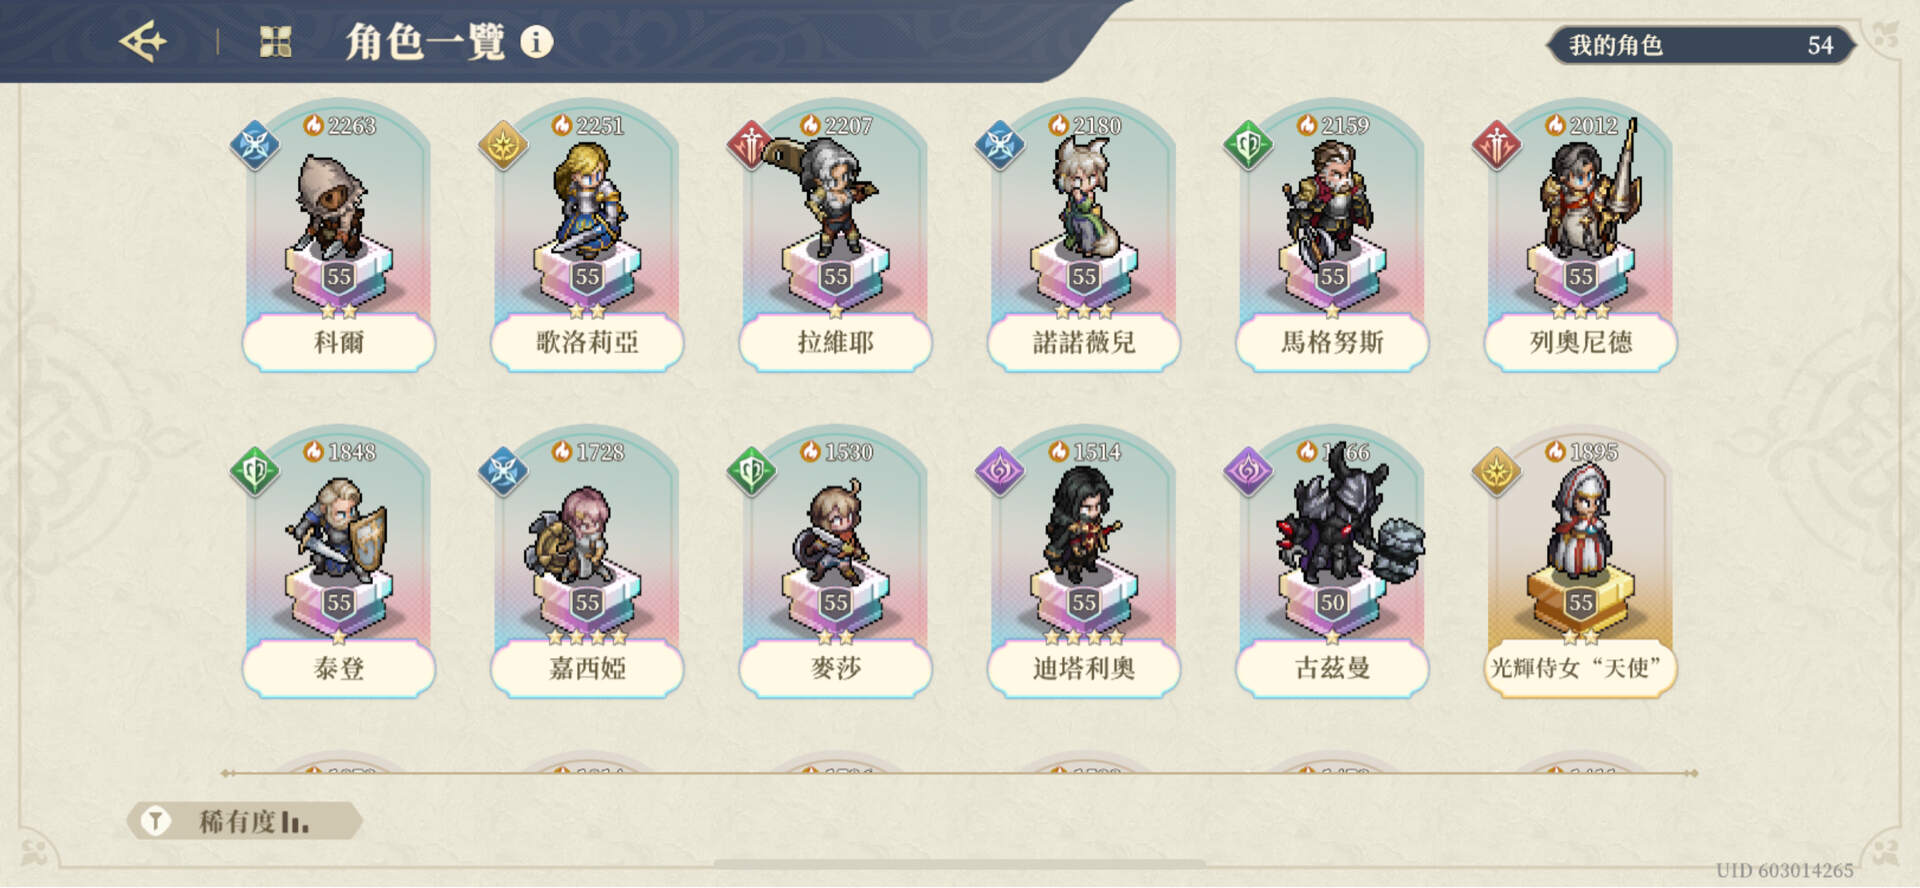 角色一覽
我的角色 54
2263 2251 2207 2180 2159 2012
55 55 55 55 55 55
科爾 歌洛莉亞 拉維耶 諾諾薇兒 馬格努斯 列奧尼德
1848 1728 1530 1514 1895
55 55 55 55 50 55
泰登 嘉西婭 麥莎 迪塔利奧 古茲曼 光輝侍女“天使”
稀有度
UID 603014265